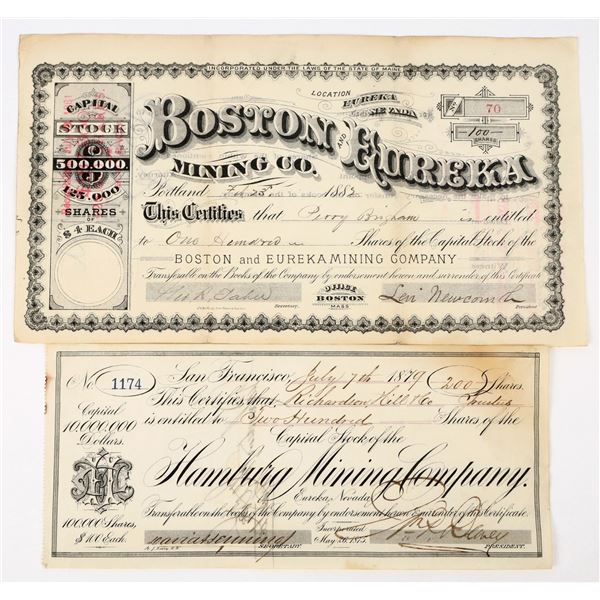 INCORPORATED UNDER THE LAWS OF THE STATE OF MAINE
LOCATION
EUREKA
NEVADA
No 70
100
SHARES
CAPITAL
STOCK
$
500,000
125,000
SHARES
OF
$4 EACH
BOSTON AND EUREKA
MINING CO.
Portland Feb 25 1882
This Certifies that Perry Brigham is entitled
to One Hundred Shares of the Capital Stock of the
BOSTON and EUREKA MINING COMPANY
Transferable on the Books of the Company by endorsement hereon and surrender of this Certificate
OFFICE
BOSTON
MASS
Secretary.
Levi Newcomb
President
No 1174
San Francisco, July 7th 1879
200 Shares.
This Certifies that Richardson Hill & Co Trustees
is entitled to Two Hundred Shares of the
Capital Stock of the
Hamburg Mining Company.
Eureka, Nevada.
Transferable on the books of the Company by endorsement hereon & surrender of this Certificate.
Capital
10,000,000
Dollars.
HMC
100,000 Shares,
$100 Each.
Incorporated
May 26, 1875.
SECRETARY.
PRESIDENT.